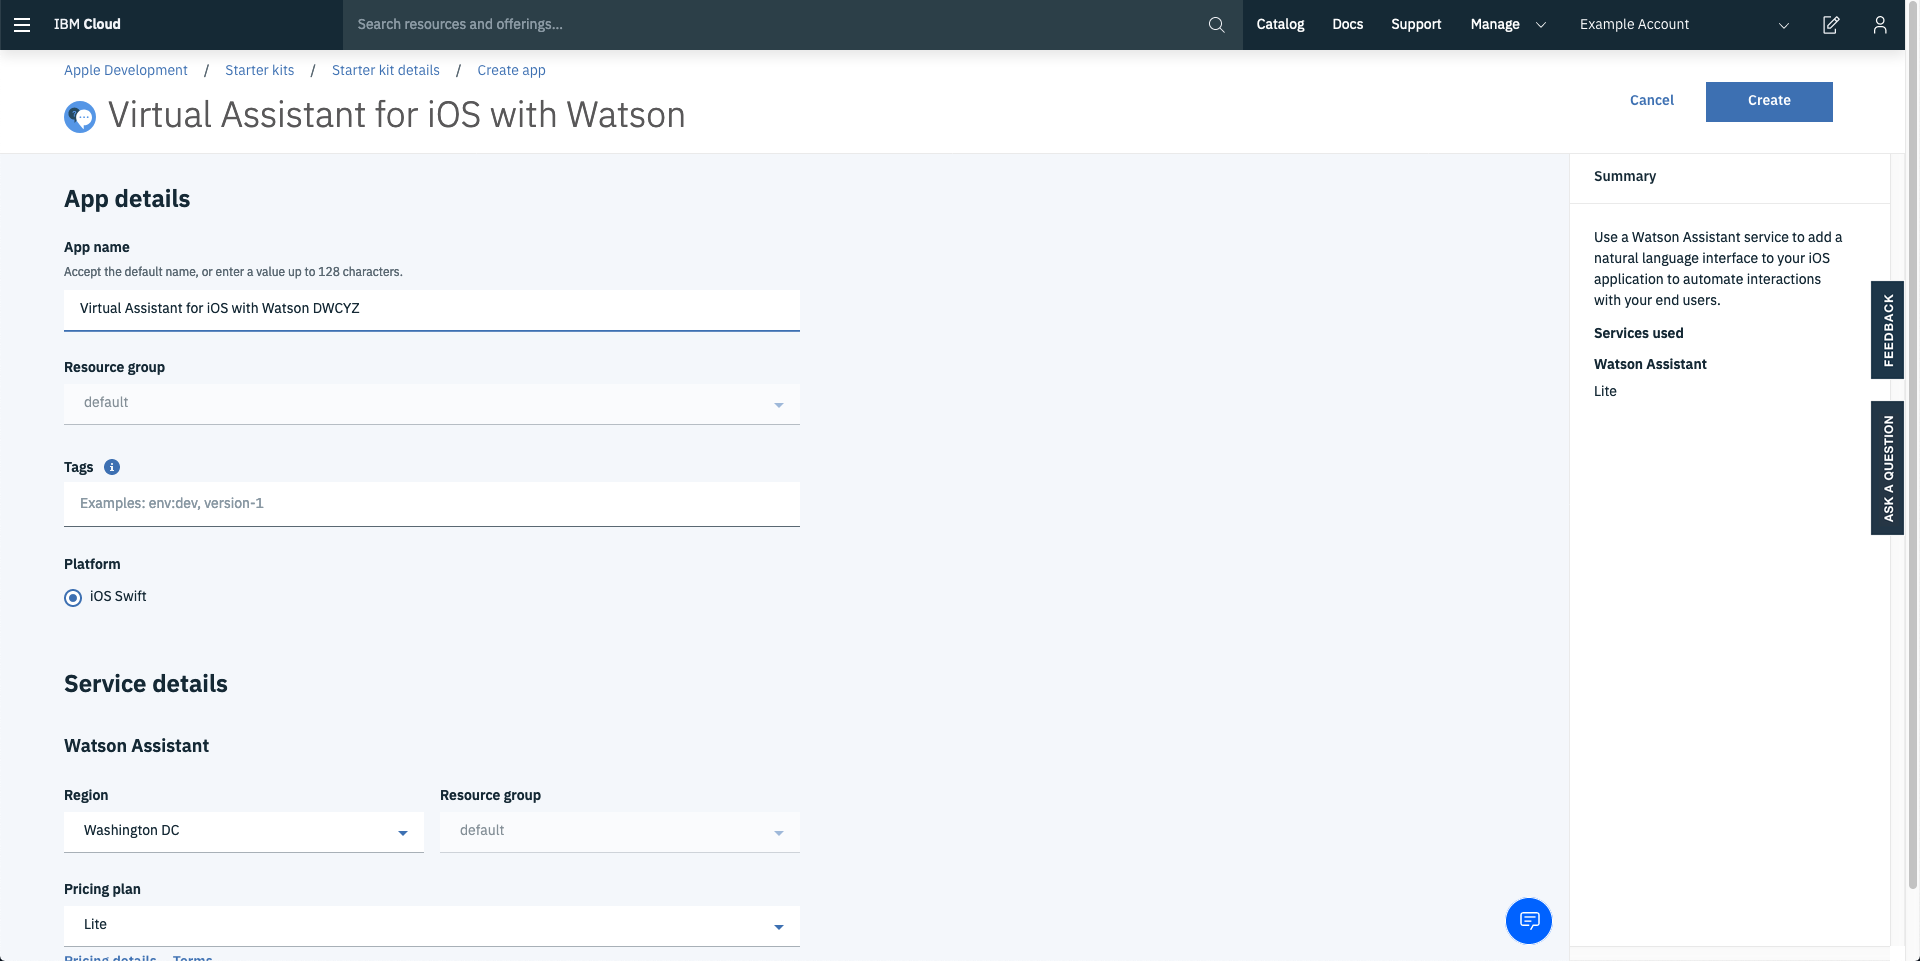 IBM Cloud
Search resources and offerings...
Catalog
Docs
Support
Manage
Example Account
Apple Development / Starter kits / Starter kit details / Create app
Virtual Assistant for iOS with Watson
Cancel
Create
App details
App name
Accept the default name, or enter a value up to 128 characters.
Virtual Assistant for iOS with Watson DWCYZ
Resource group
default
Tags
Examples: env:dev, version-1
Platform
iOS Swift
Service details
Watson Assistant
Region
Resource group
Washington DC
default
Pricing plan
Lite
Pricing details
Terms
Summary
Use a Watson Assistant service to add a
natural language interface to your iOS
application to automate interactions
with your end users.
Services used
Watson Assistant
Lite
FEEDBACK
ASK A QUESTION